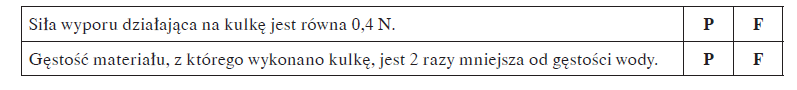 Siła wyporu działająca na kulkę jest równa 0,4 N. P F
Gęstość materiału, z którego wykonano kulkę, jest 2 razy mniejsza od gęstości wody. P F